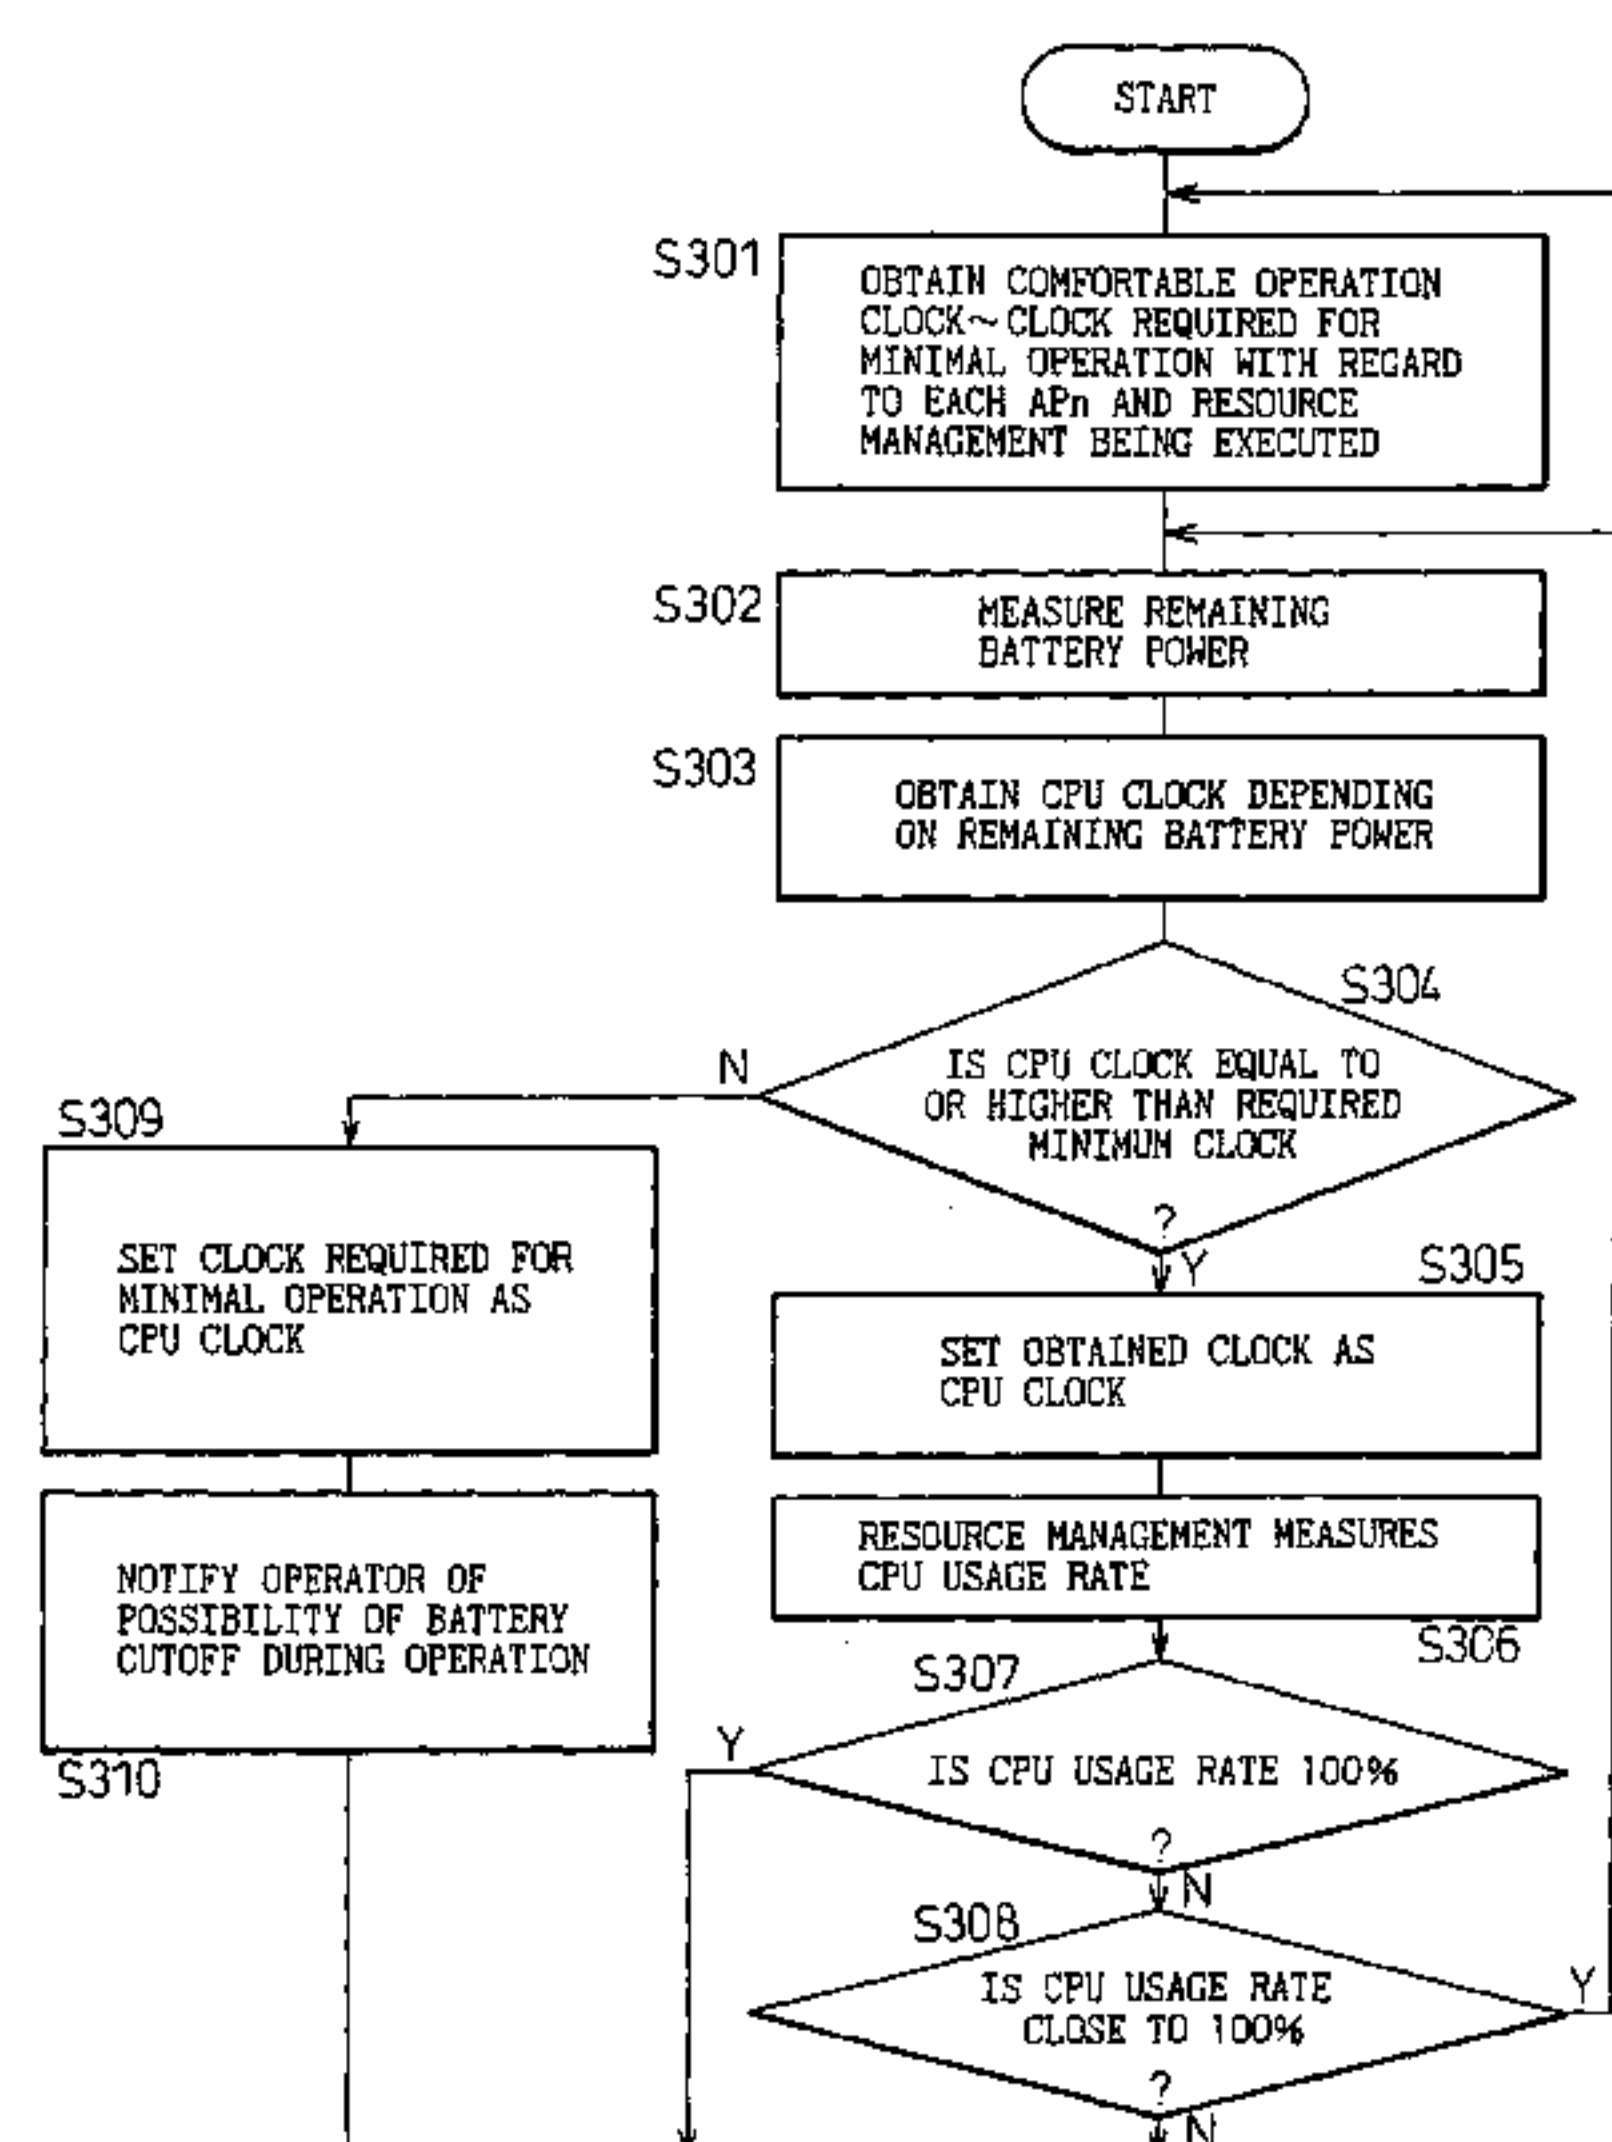 START
S301
OBTAIN COMFORTABLE OPERATION
CLOCK~CLOCK REQUIRED FOR
MINIMAL OPERATION WITH REGARD
TO EACH APn AND RESOURCE
MANAGEMENT BEING EXECUTED
S302
MEASURE REMAINING
BATTERY POWER
S303
OBTAIN CPU CLOCK DEPENDING
ON REMAINING BATTERY POWER
S304
IS CPU CLOCK EQUAL TO
OR HIGHER THAN REQUIRED
MINIMUM CLOCK
?
N
Y
S309
SET CLOCK REQUIRED FOR
MINIMAL OPERATION AS
CPU CLOCK
NOTIFY OPERATOR OF
POSSIBILITY OF BATTERY
CUTOFF DURING OPERATION
S310
S305
SET OBTAINED CLOCK AS
CPU CLOCK
RESOURCE MANAGEMENT MEASURES
CPU USAGE RATE
S306
S307
Y
IS CPU USAGE RATE 100%
?
N
S308
IS CPU USAGE RATE
CLOSE TO 100%
?
Y
N